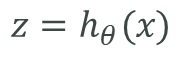 z = h_θ(x)